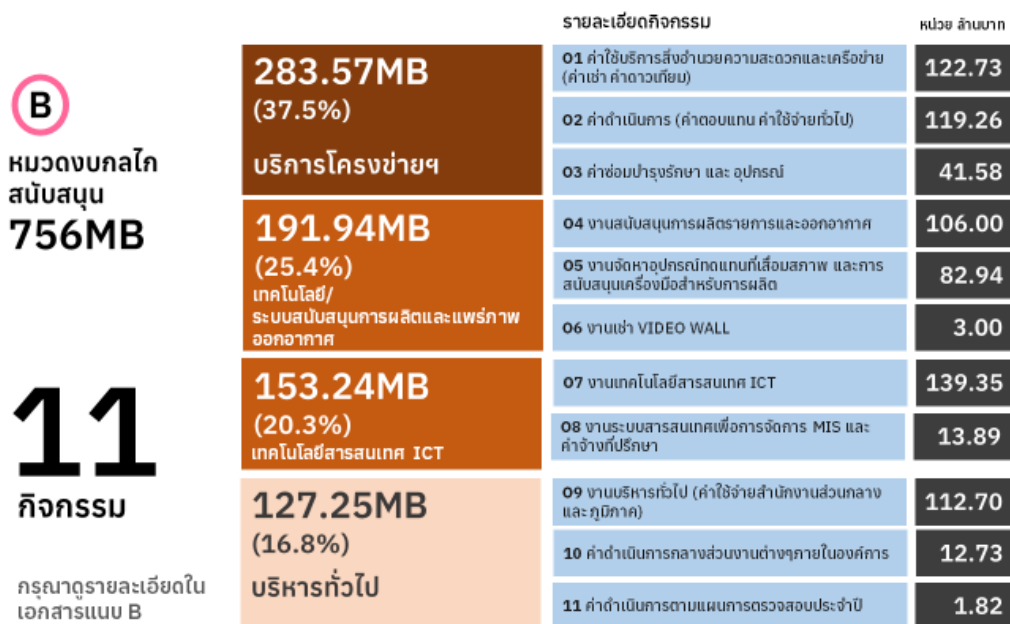 รายละเอียดกิจกรรม
หน่วย ล้านบาท
B
หมวดงบกลไก
สนับสนุน
756MB
11
กิจกรรม
กรุณาดูรายละเอียดใน
เอกสารแนบ B
283.57MB
(37.5%)
บริการโครงข่ายฯ
01 ค่าใช้บริการสิ่งอำนวยความสะดวกและเครือข่าย
(ค่าเช่า ค่าดาวเทียม)
122.73
02 ค่าดำเนินการ (ค่าตอบแทน ค่าใช้จ่ายทั่วไป)
119.26
03 ค่าซ่อมบำรุงรักษา และ อุปกรณ์
41.58
191.94MB
(25.4%)
เทคโนโลยี/
ระบบสนับสนุนการผลิตและแพร่ภาพ
ออกอากาศ
04 งานสนับสนุนการผลิตรายการและออกอากาศ
106.00
05 งานจัดหาอุปกรณ์ทดแทนที่เสื่อมสภาพ และการ
สนับสนุนเครื่องมือสำหรับการผลิต
82.94
06 งานเช่า VIDEO WALL
3.00
153.24MB
(20.3%)
เทคโนโลยีสารสนเทศ ICT
07 งานเทคโนโลยีสารสนเทศ ICT
139.35
08 งานระบบสารสนเทศเพื่อการจัดการ MIS และ
ค่าจ้างที่ปรึกษา
13.89
127.25MB
(16.8%)
บริหารทั่วไป
09 งานบริหารทั่วไป (ค่าใช้จ่ายสำนักงานส่วนกลาง
และ ภูมิภาค)
112.70
10 ค่าดำเนินการกลางส่วนงานต่างๆภายในองค์การ
12.73
11 ค่าดำเนินการตามแผนการตรวจสอบประจำปี
1.82